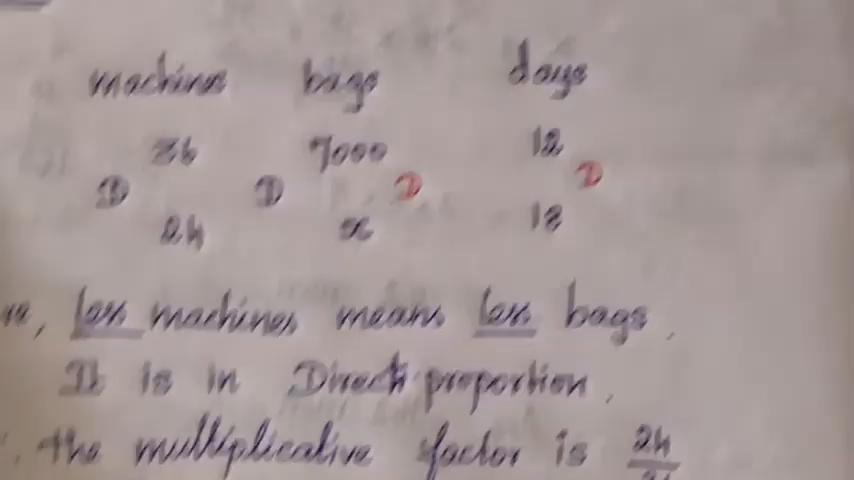 machines bags days
36 7000 12
D D D D
24 x 18
less machines means less bags.
It is in Direct proportion.
the multiplicative factor is 24